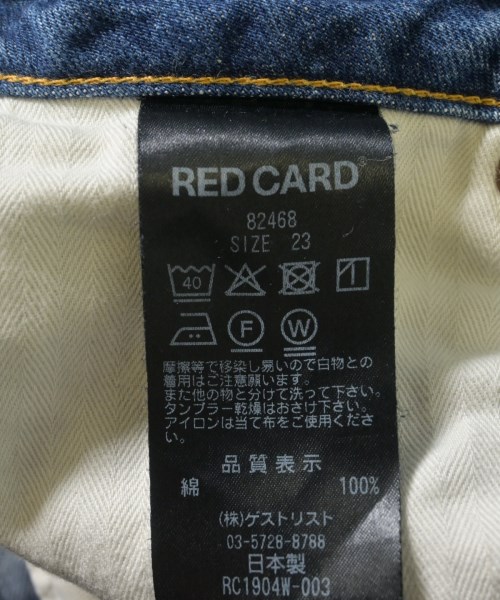 RED CARD®
82468
SIZE 23
40
F W
摩擦等で移染し易いので白物との
着用はご注意願います。
また他の物と分けて洗って下さい。
タンブラー乾燥はおさけ下さい。
アイロンは当て布をご使用くださ
い。
品質表示
綿 100%
(株)ゲストリスト
03-5728-8788
日本製
RC1904W-003